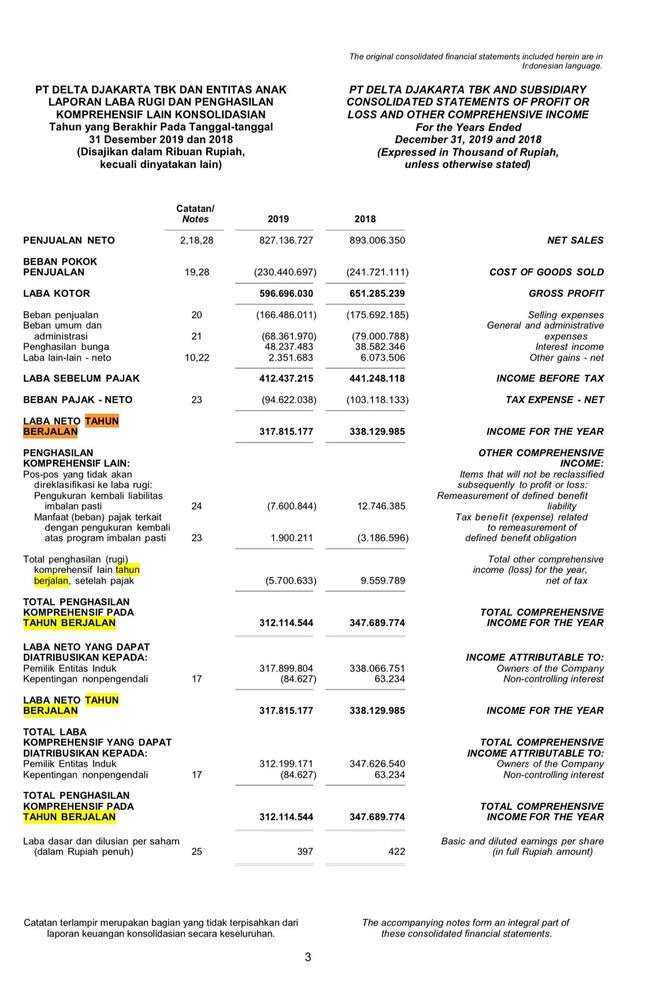 The original consolidated financial statements included herein are in
Indonesian language.
PT DELTA DJAKARTA TBK DAN ENTITAS ANAK
LAPORAN LABA RUGI DAN PENGHASILAN
KOMPREHENSIF LAIN KONSOLIDASIAN
Tahun yang Berakhir Pada Tanggal-tanggal
31 Desember 2019 dan 2018
(Disajikan dalam Ribuan Rupiah,
kecuali dinyatakan lain)
PT DELTA DJAKARTA TBK AND SUBSIDIARY
CONSOLIDATED STATEMENTS OF PROFIT OR
LOSS AND OTHER COMPREHENSIVE INCOME
For the Years Ended
December 31, 2019 and 2018
(Expressed in Thousand of Rupiah,
unless otherwise stated)
Catatan/
Notes 2019 2018
PENJUALAN NETO 2,18,28 827.136.727 893.006.350 NET SALES
BEBAN POKOK
PENJUALAN 19,28 (230.440.697) (241.721.111) COST OF GOODS SOLD
LABA KOTOR 596.696.030 651.285.239 GROSS PROFIT
Beban penjualan 20 (166.486.011) (175.692.185) Selling expenses
Beban umum dan General and administrative
administrasi 21 (68.361.970) (79.000.788) expenses
Penghasilan bunga 48.237.483 38.582.346 Interest income
Laba lain-lain - neto 10,22 2.351.683 6.073.506 Other gains - net
LABA SEBELUM PAJAK 412.437.215 441.248.118 INCOME BEFORE TAX
BEBAN PAJAK - NETO 23 (94.622.038) (103.118.133) TAX EXPENSE - NET
LABA NETO TAHUN
BERJALAN 317.815.177 338.129.985 INCOME FOR THE YEAR
PENGHASILAN OTHER COMPREHENSIVE
KOMPREHENSIF LAIN: INCOME:
Pos-pos yang tidak akan Items that will not be reclassified
direklasifikasi ke laba rugi: subsequently to profit or loss:
Pengukuran kembali liabilitas Remeasurement of defined benefit
imbalan pasti 24 (7.600.844) 12.746.385 liability
Manfaat (beban) pajak terkait Tax benefit (expense) related
dengan pengukuran kembali to remeasurement of
atas program imbalan pasti 23 1.900.211 (3.186.596) defined benefit obligation
Total penghasilan (rugi) Total other comprehensive
komprehensif lain tahun income (loss) for the year,
berjalan, setelah pajak (5.700.633) 9.559.789 net of tax
TOTAL PENGHASILAN
KOMPREHENSIF PADA TOTAL COMPREHENSIVE
TAHUN BERJALAN 312.114.544 347.689.774 INCOME FOR THE YEAR
LABA NETO YANG DAPAT
DIATRIBUSIKAN KEPADA: INCOME ATTRIBUTABLE TO:
Pemilik Entitas Induk 317.899.804 338.066.751 Owners of the Company
Kepentingan nonpengendali 17 (84.627) 63.234 Non-controlling interest
LABA NETO TAHUN
BERJALAN 317.815.177 338.129.985 INCOME FOR THE YEAR
TOTAL LABA
KOMPREHENSIF YANG DAPAT TOTAL COMPREHENSIVE
DIATRIBUSIKAN KEPADA: INCOME ATTRIBUTABLE TO:
Pemilik Entitas Induk 312.199.171 347.626.540 Owners of the Company
Kepentingan nonpengendali 17 (84.627) 63.234 Non-controlling interest
TOTAL PENGHASILAN
KOMPREHENSIF PADA TOTAL COMPREHENSIVE
TAHUN BERJALAN 312.114.544 347.689.774 INCOME FOR THE YEAR
Laba dasar dan dilusian per saham Basic and diluted earnings per share
(dalam Rupiah penuh) 25 397 422 (in full Rupiah amount)
Catatan terlampir merupakan bagian yang tidak terpisahkan dari
laporan keuangan konsolidasian secara keseluruhan.
The accompanying notes form an integral part of
these consolidated financial statements.
3